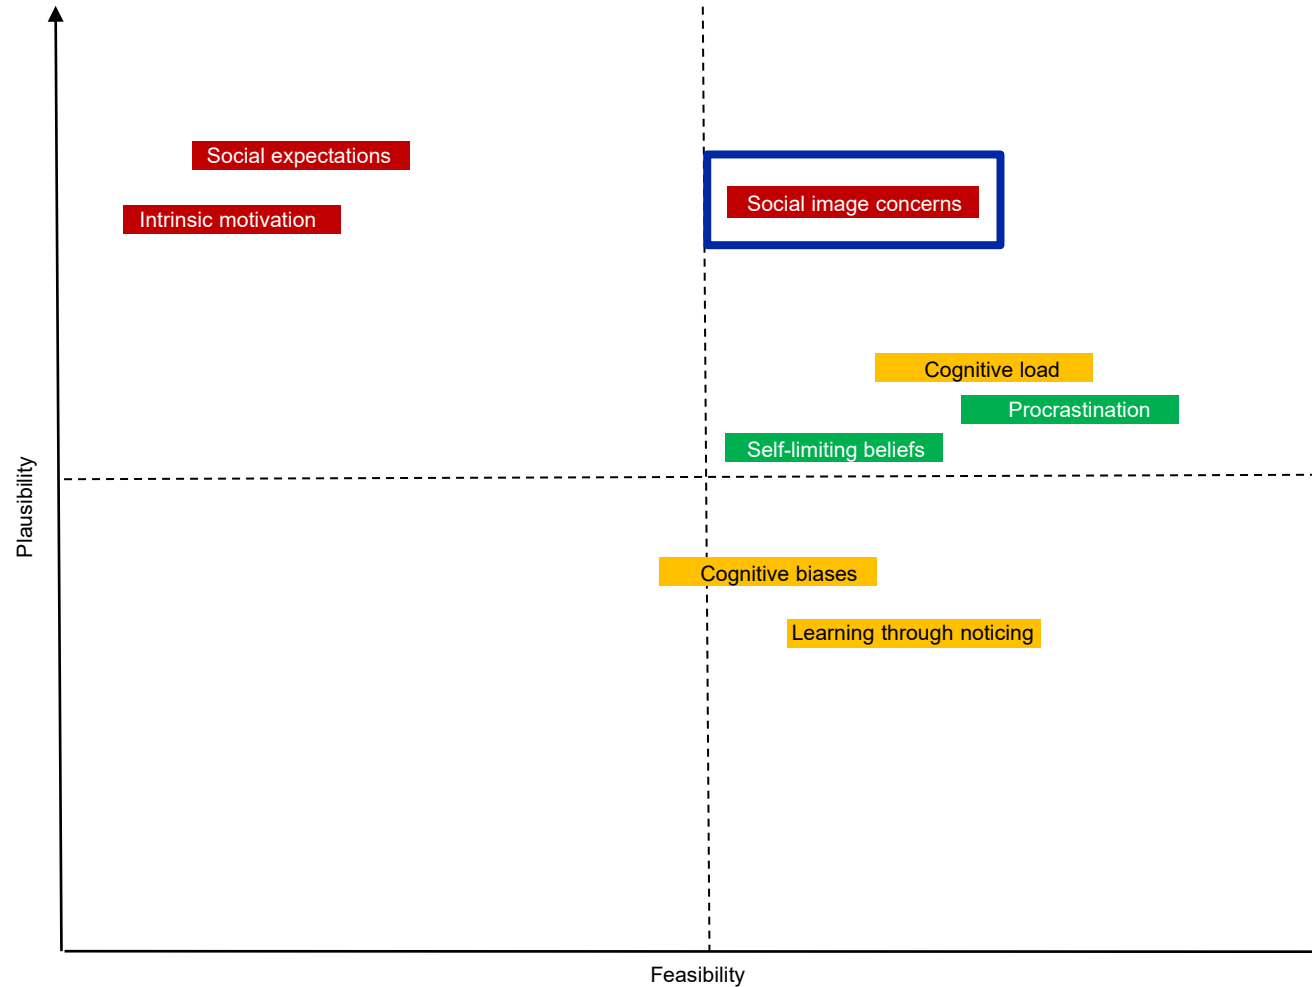 Social expectations
Social image concerns
Intrinsic motivation
Cognitive load
Procrastination
Self-limiting beliefs
Plausibility
Cognitive biases
Learning through noticing
Feasibility